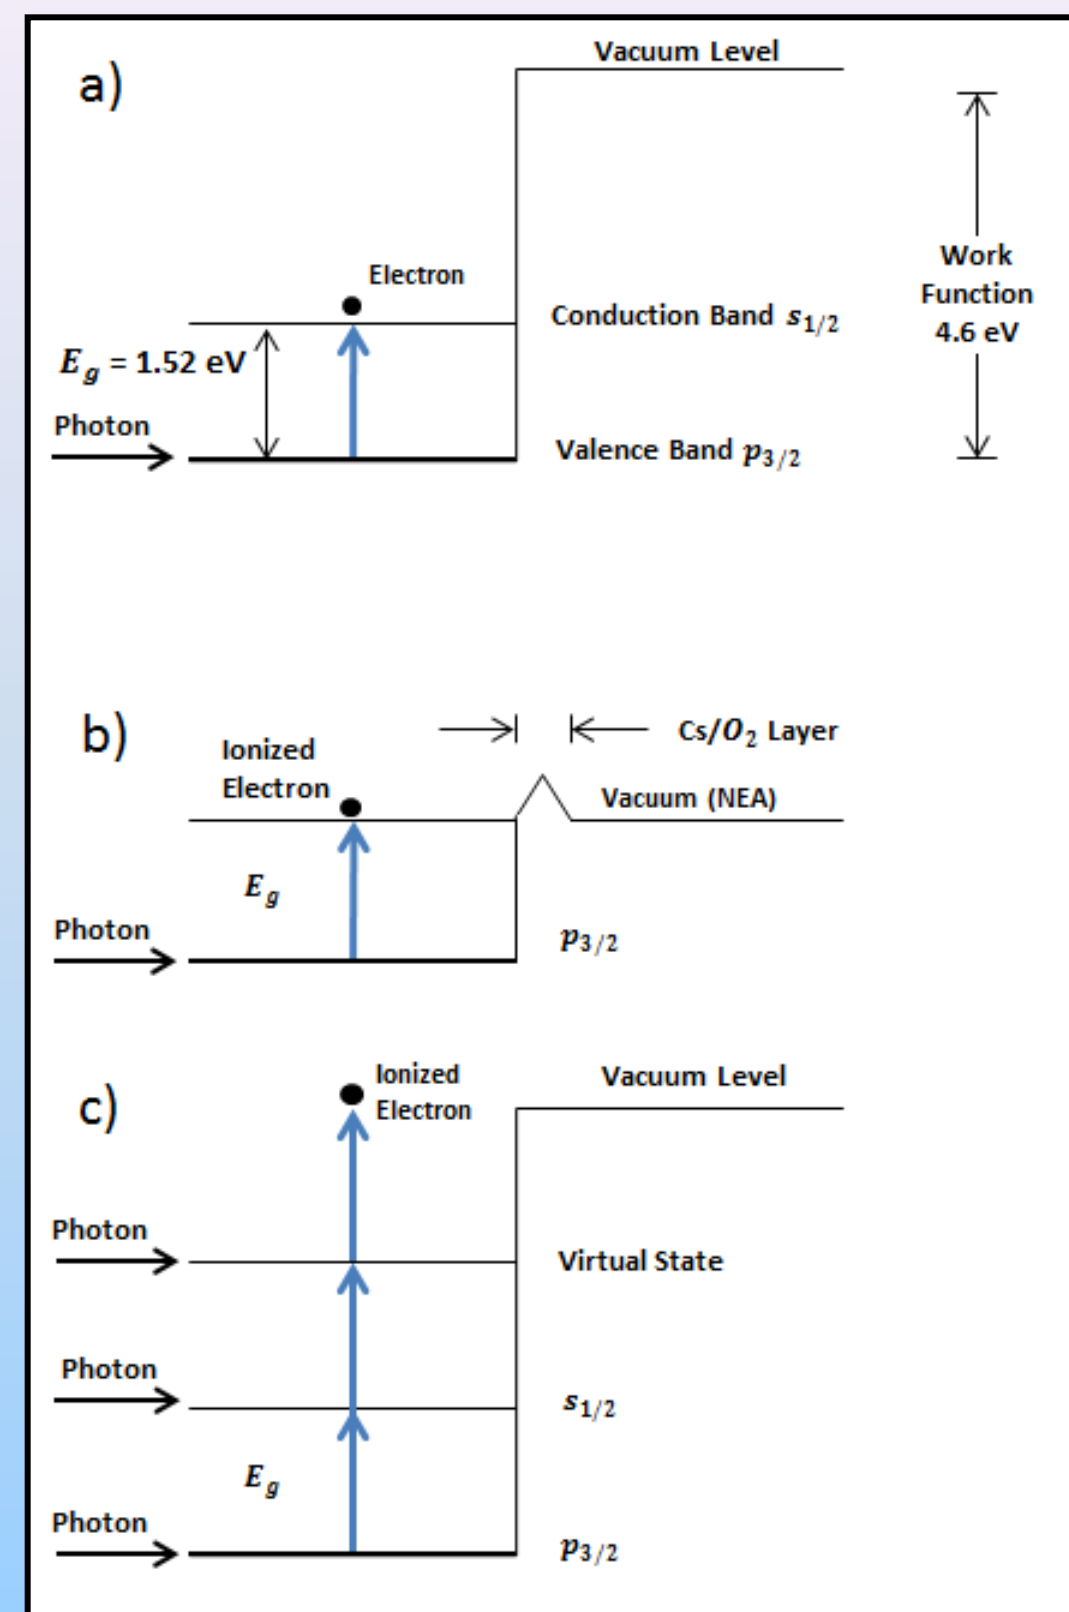 a)
Vacuum Level
Electron
Work
Function
4.6 eV
Conduction Band s1/2
Eg = 1.52 eV
Photon
Valence Band p3/2
b)
Cs/O2 Layer
Ionized
Electron
Vacuum (NEA)
Eg
Photon
p3/2
c)
Ionized
Electron
Vacuum Level
Photon
Virtual State
Photon
s1/2
Eg
Photon
p3/2